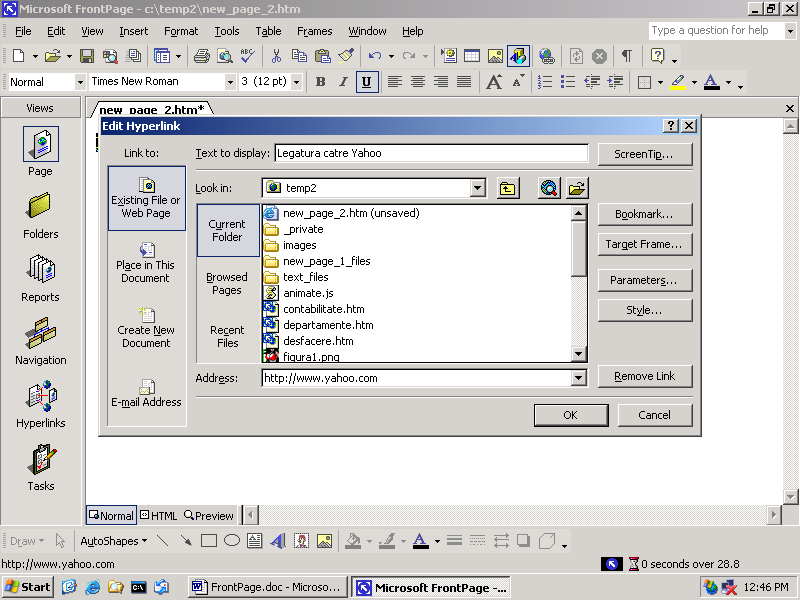 Microsoft FrontPage - c:\temp2\new_page_2.htm
File Edit View Insert Format Tools Table Frames Window Help
Type a question for help
Normal Times New Roman 3 (12 pt) B I U
Views
new_page_2.htm*
Page
Folders
Reports
Navigation
Hyperlinks
Tasks
Edit Hyperlink
Link to:
Text to display: Legatura catre Yahoo
ScreenTip...
Existing File or
Web Page
Place in This
Document
Create New
Document
E-mail Address
Look in: temp2
Current
Folder
Browsed
Pages
Recent
Files
new_page_2.htm (unsaved)
_private
images
new_page_1_files
text_files
animate.js
contabilitate.htm
departamente.htm
desfacere.htm
figura1.png
Bookmark...
Target Frame...
Parameters...
Style...
Address: http://www.yahoo.com
Remove Link
OK Cancel
Normal HTML Preview
Draw AutoShapes
http://www.yahoo.com
0 seconds over 28.8
Start
FrontPage.doc - Microso...
Microsoft FrontPage -...
12:46 PM